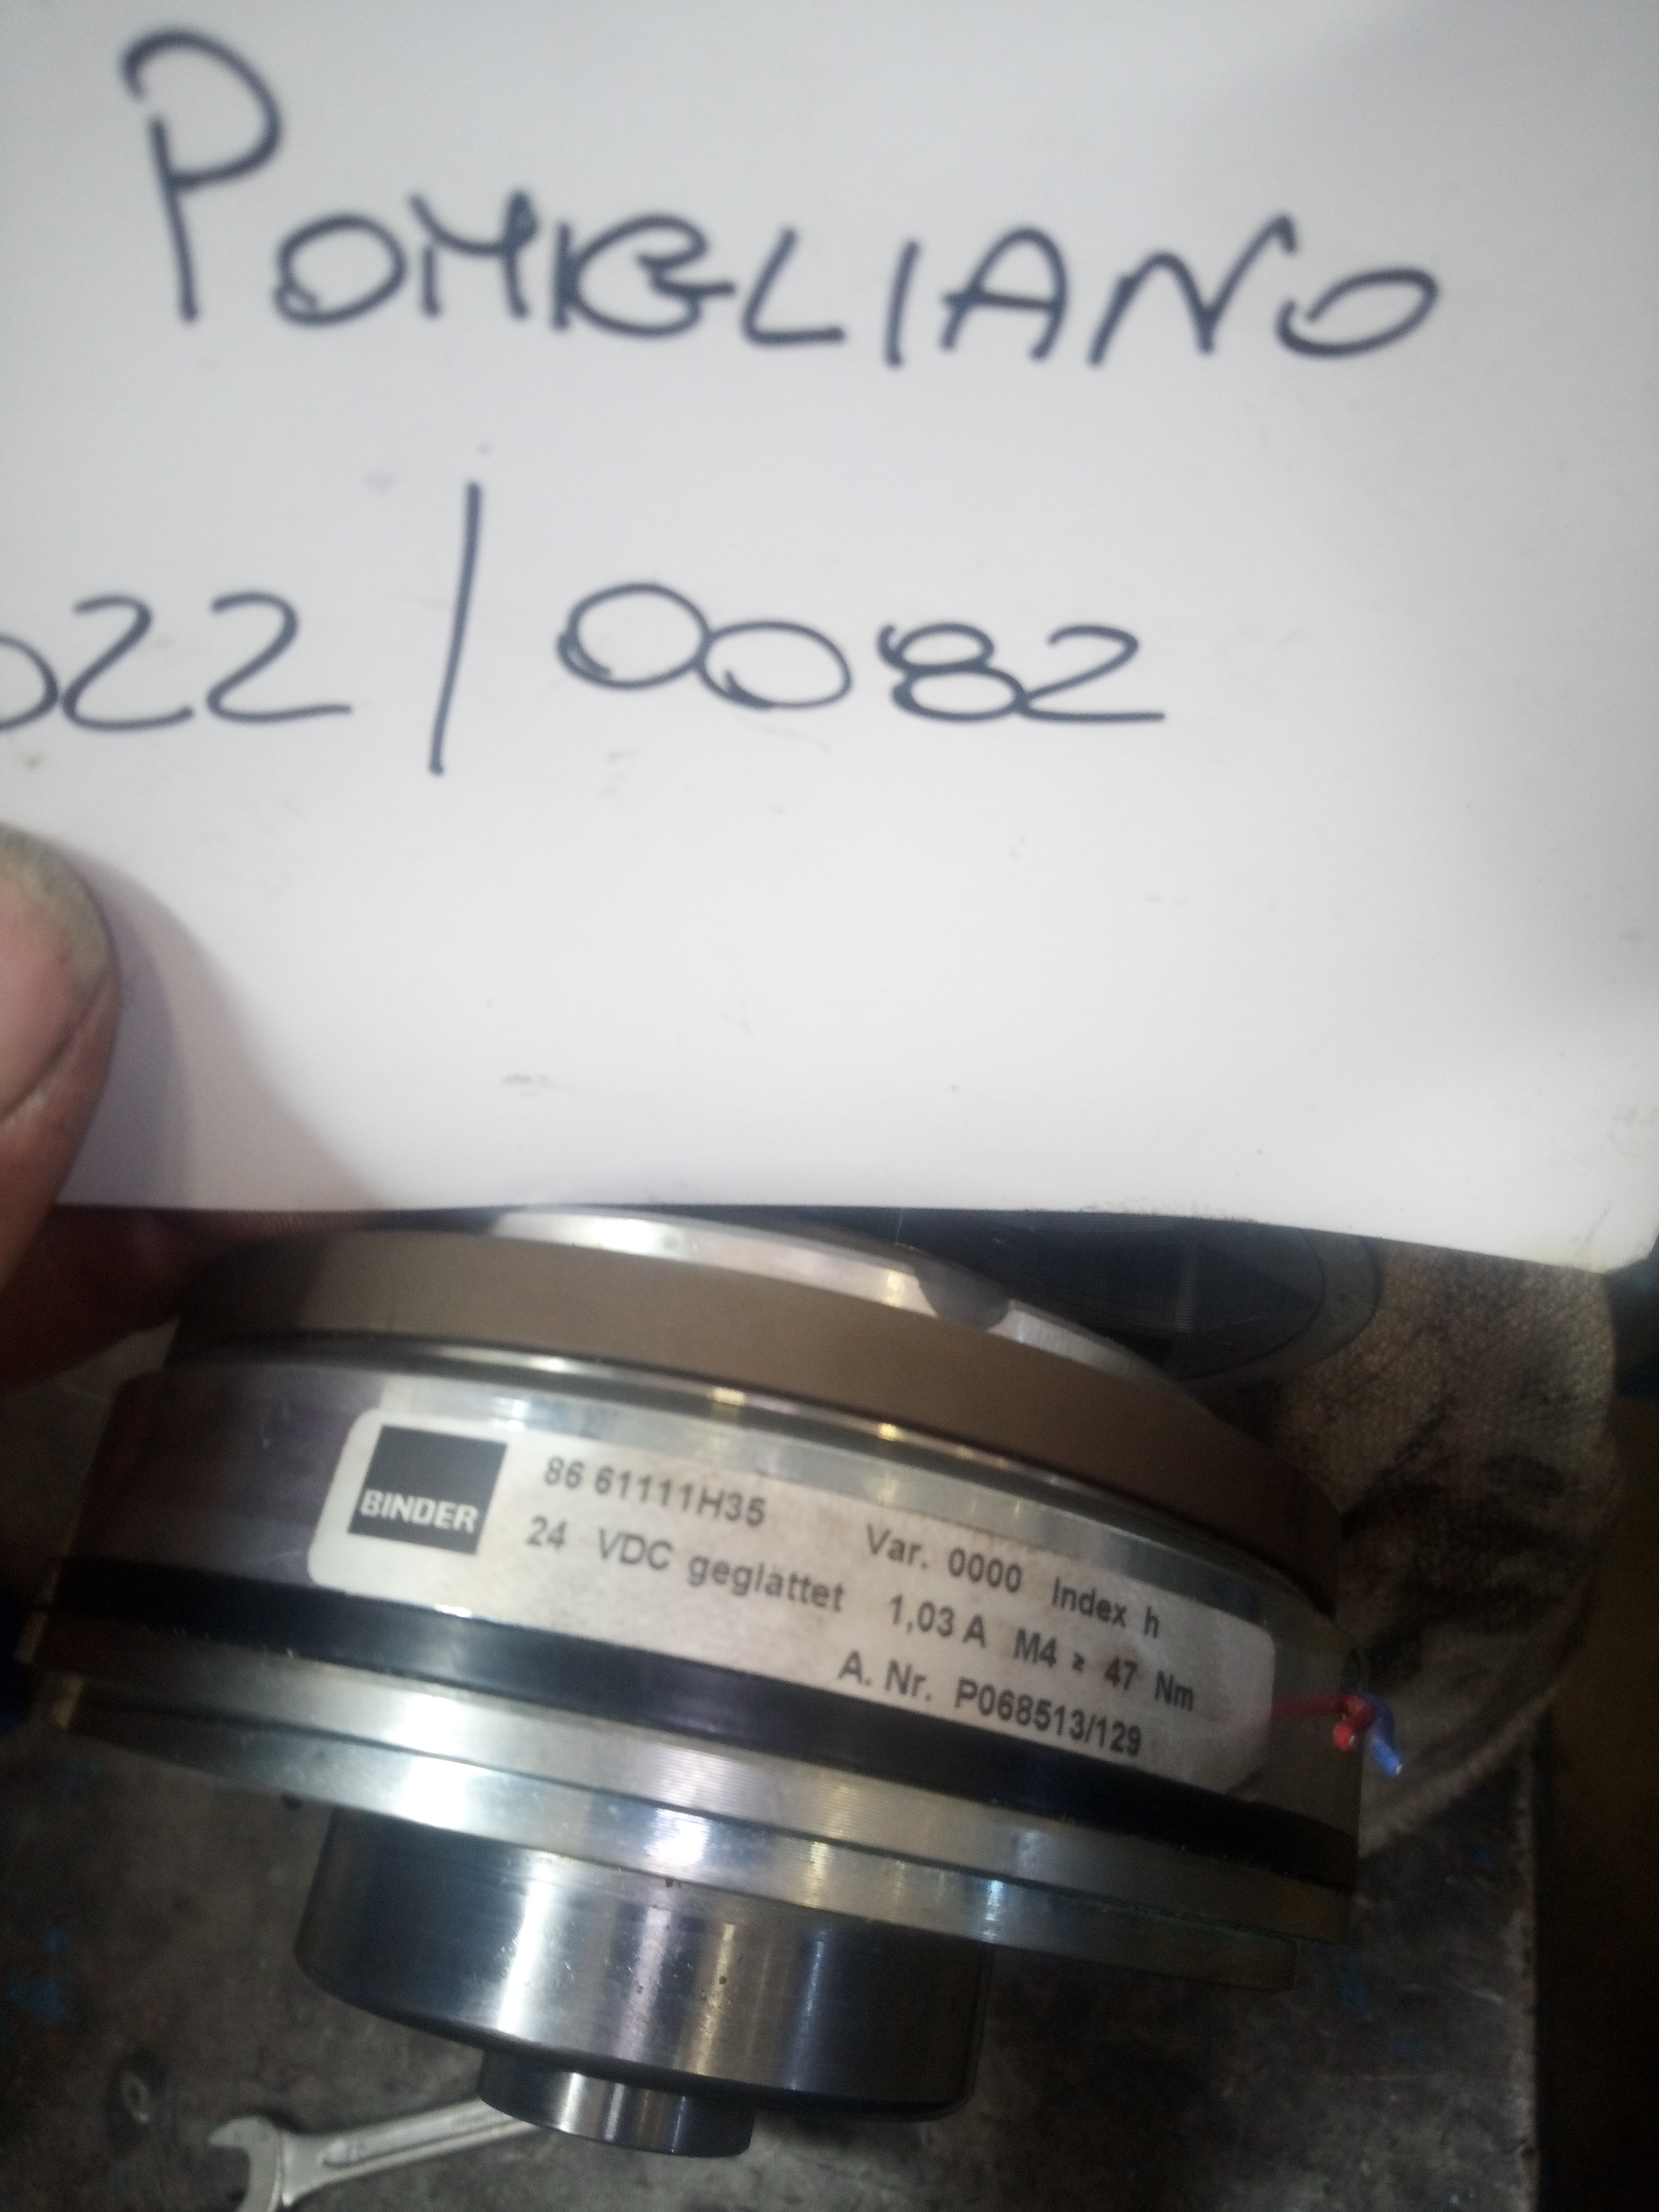 POMIGLIANO
022/0082
BINDER
86 61111H35 Var. 0000 Index h
24 VDC geglättet 1,03 A M4 ≥ 47 Nm
A. Nr. P068513/129